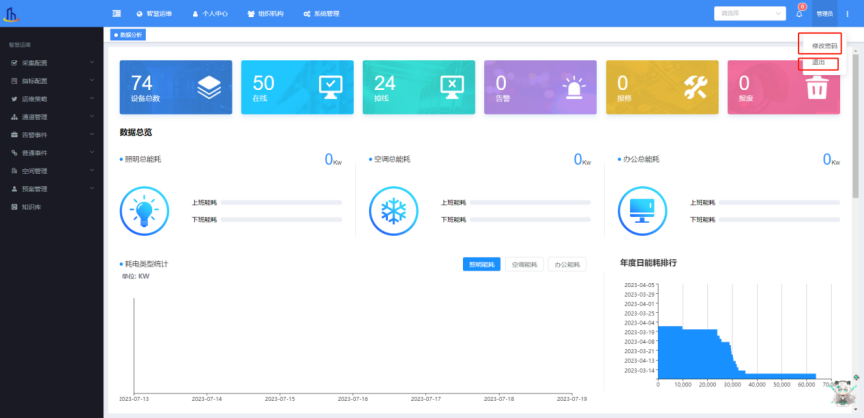 智慧运维
个人中心
组织机构
系统管理
请选择
8
管理员
智慧运维
采集配置
指标配置
运维策略
通道管理
告警事件
普通事件
空间管理
预案管理
知识库
数据分析
修改密码
退出
74
设备总数
50
在线
24
掉线
0
告警
0
报修
0
报废
数据总览
照明总能耗
0Kw
上班能耗
下班能耗
空调总能耗
0Kw
上班能耗
下班能耗
办公总能耗
0Kw
上班能耗
下班能耗
耗电类型统计
照明能耗
空调能耗
办公能耗
单位: KW
2023-07-13 2023-07-14 2023-07-15 2023-07-16 2023-07-17 2023-07-18 2023-07-19
年度日能耗排行
2023-04-05
2023-03-29
2023-04-01
2023-03-25
2023-04-04
2023-03-19
2023-04-08
2023-03-21
2023-04-13
2023-03-14
0 10,000 20,000 30,000 40,000 50,000 60,000